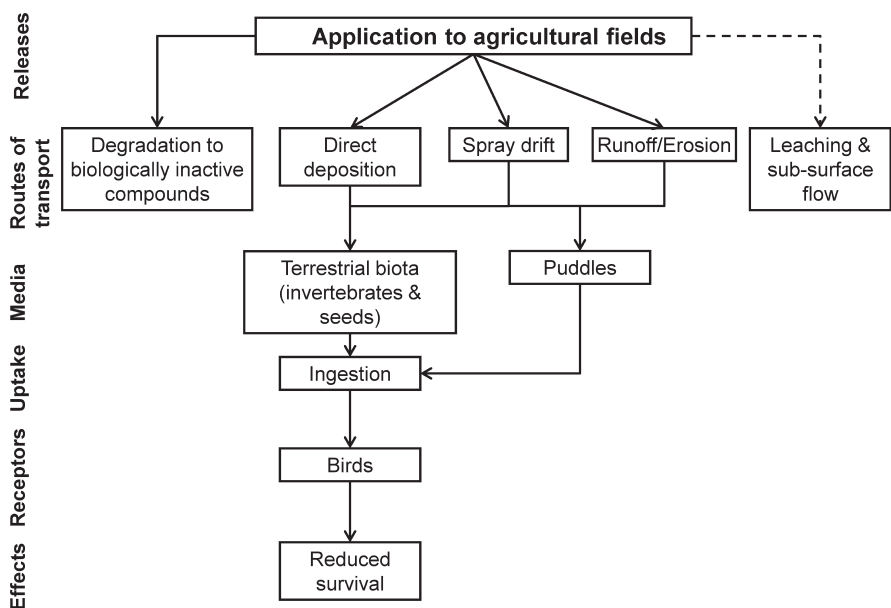 Releases
Application to agricultural fields
Routes of
transport
Degradation to
biologically inactive
compounds
Direct
deposition
Spray drift
Runoff/Erosion
Leaching &
sub-surface
flow
Media
Terrestrial biota
(invertebrates &
seeds)
Puddles
Uptake
Ingestion
Receptors
Birds
Effects
Reduced
survival